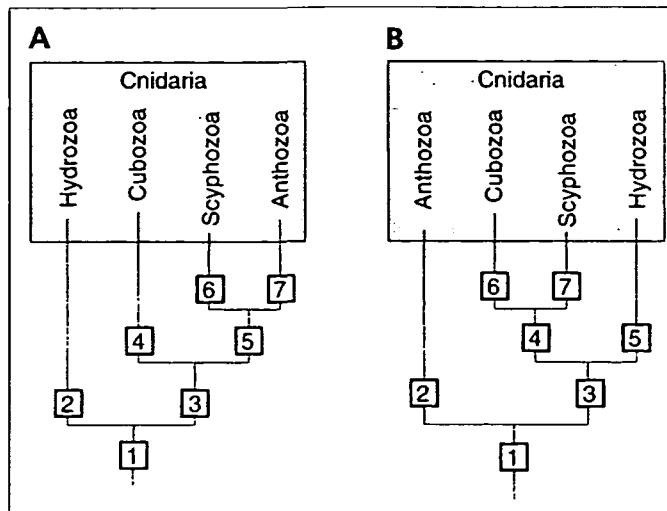 A
Cnidaria
Hydrozoa
Cubozoa
Scyphozoa
Anthozoa
6 7
4 5
2 3
1
B
Cnidaria
Anthozoa
Cubozoa
Scyphozoa
Hydrozoa
6 7
4 5
2 3
1